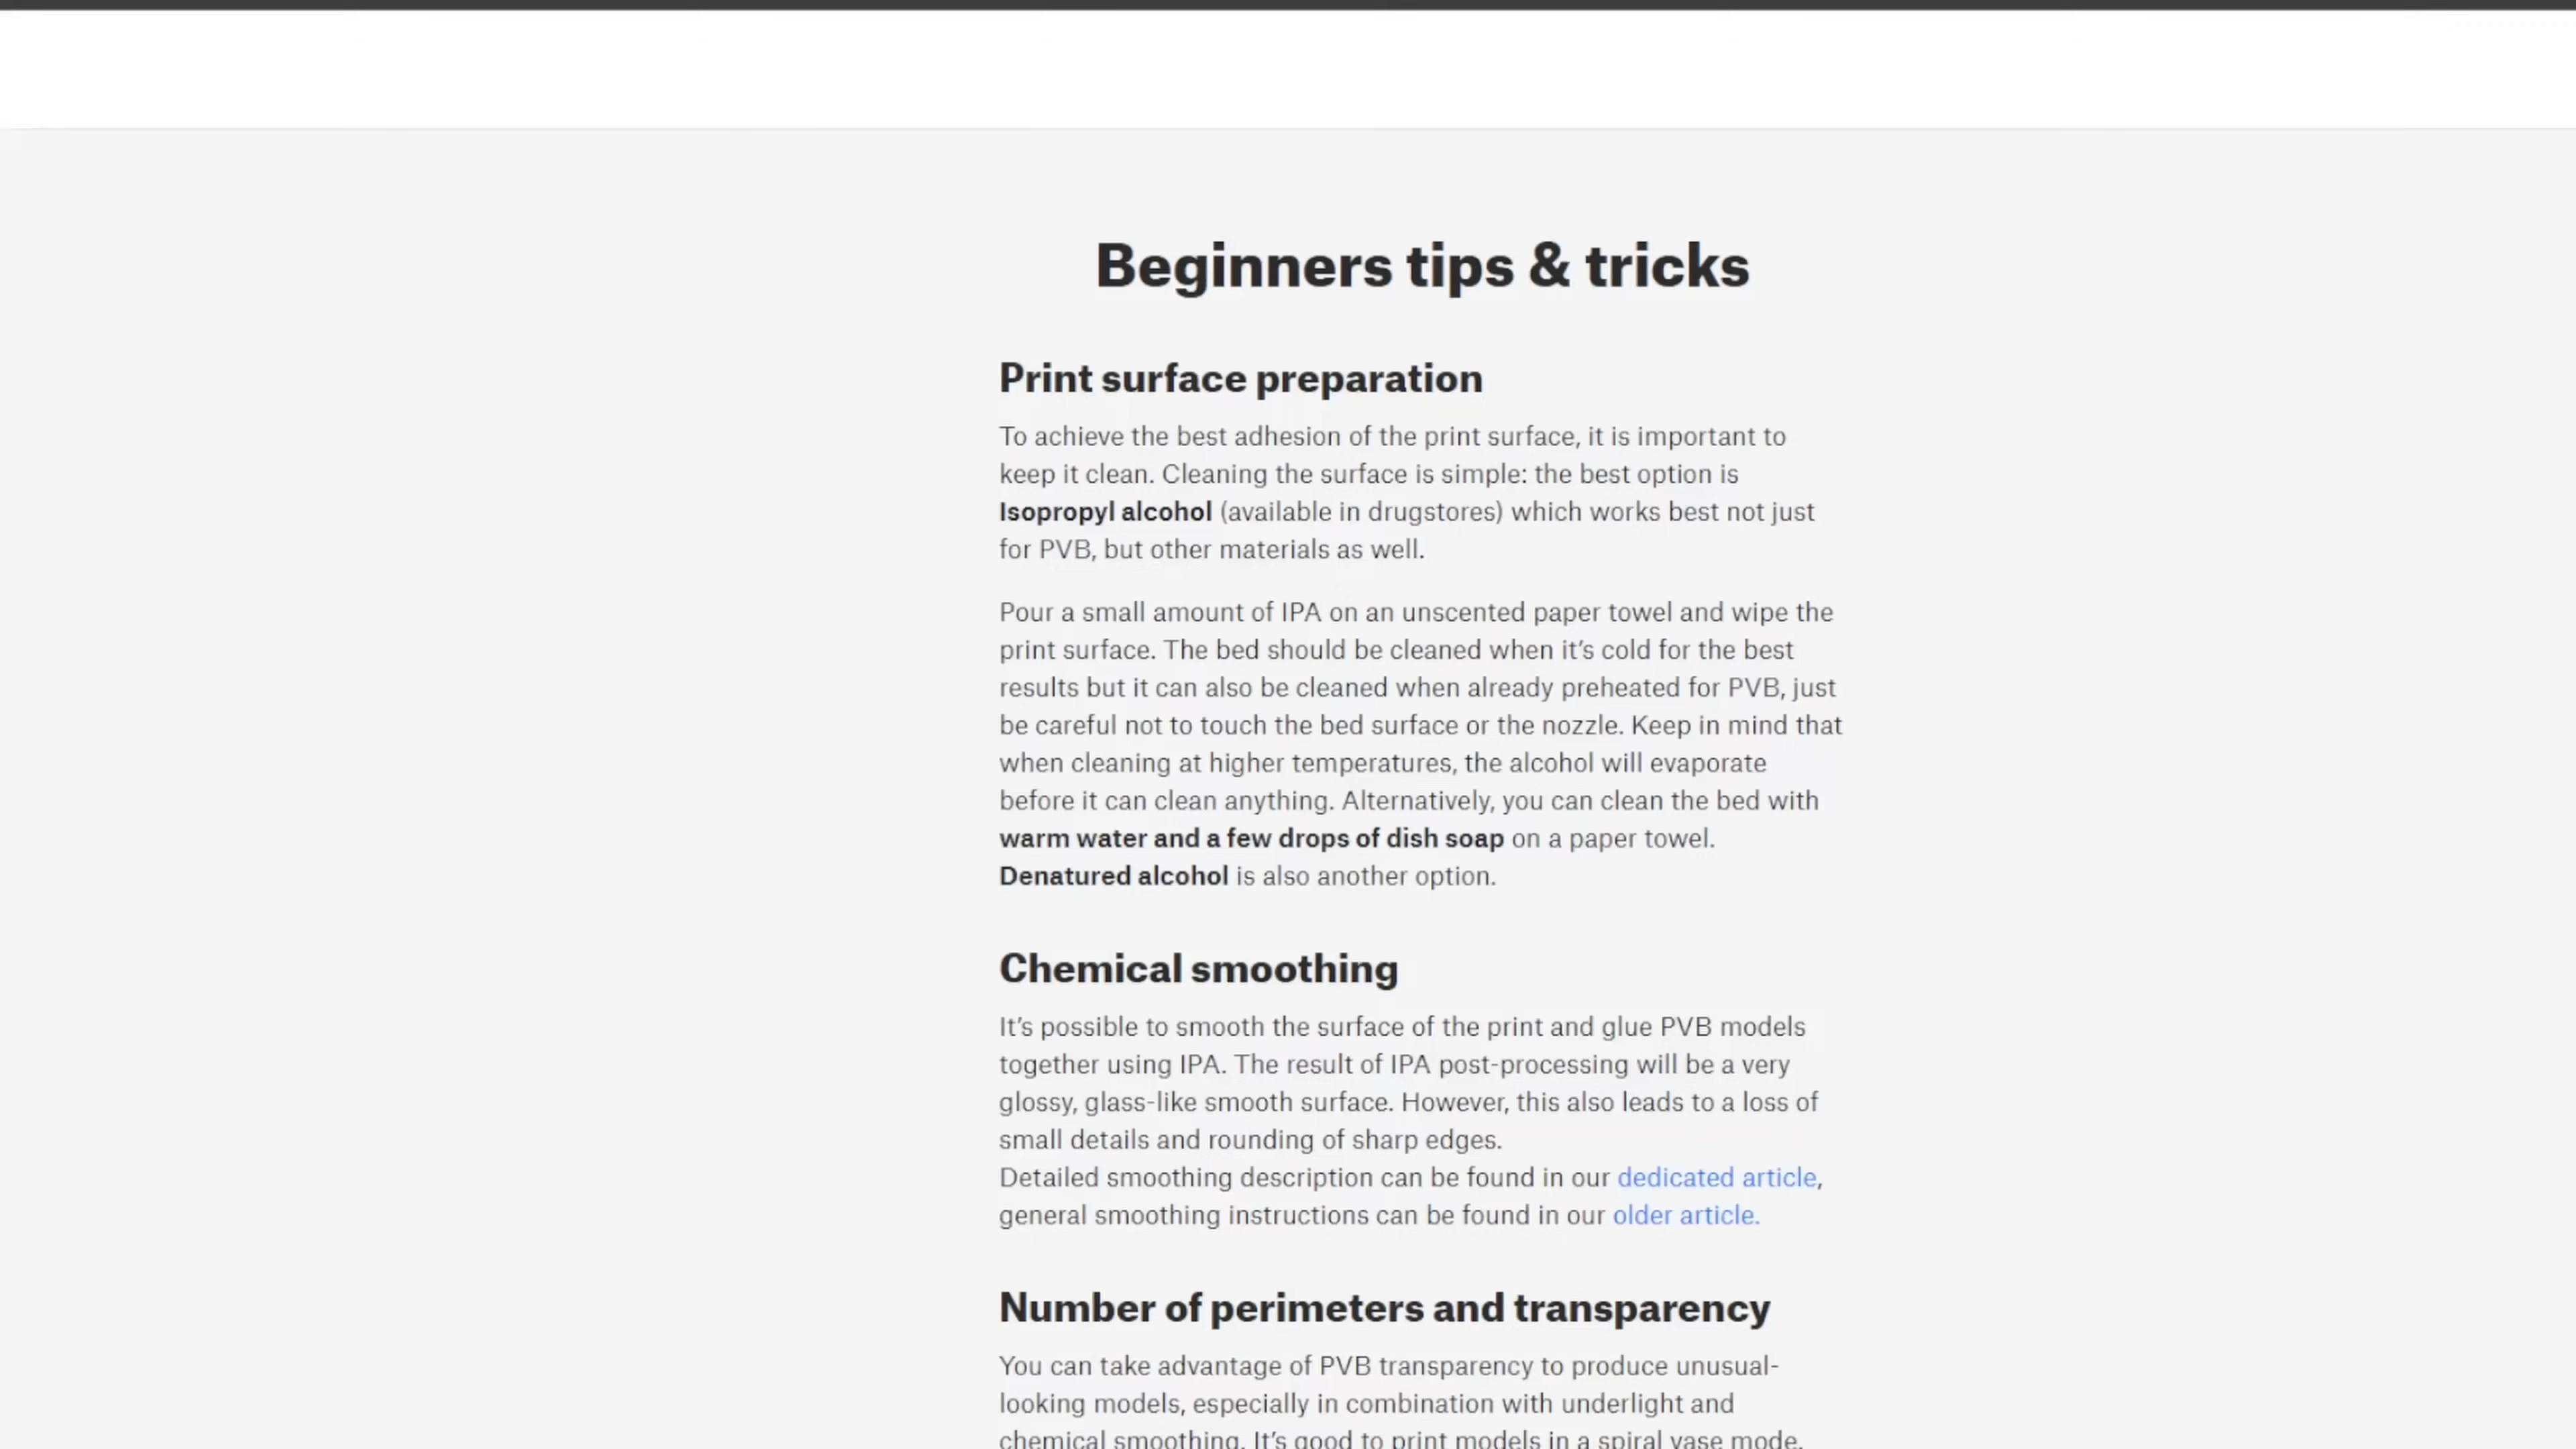 Beginners tips & tricks
Print surface preparation
To achieve the best adhesion of the print surface, it is important to
keep it clean. Cleaning the surface is simple: the best option is
Isopropyl alcohol (available in drugstores) which works best not just
for PVB, but other materials as well.
Pour a small amount of IPA on an unscented paper towel and wipe the
print surface. The bed should be cleaned when it’s cold for the best
results but it can also be cleaned when already preheated for PVB, just
be careful not to touch the bed surface or the nozzle. Keep in mind that
when cleaning at higher temperatures, the alcohol will evaporate
before it can clean anything. Alternatively, you can clean the bed with
warm water and a few drops of dish soap on a paper towel.
Denatured alcohol is also another option.
Chemical smoothing
It’s possible to smooth the surface of the print and glue PVB models
together using IPA. The result of IPA post-processing will be a very
glossy, glass-like smooth surface. However, this also leads to a loss of
small details and rounding of sharp edges.
Detailed smoothing description can be found in our dedicated article,
general smoothing instructions can be found in our older article.
Number of perimeters and transparency
You can take advantage of PVB transparency to produce unusual-
looking models, especially in combination with underlight and
chemical smoothing. It’s good to print models in a spiral vase mode,